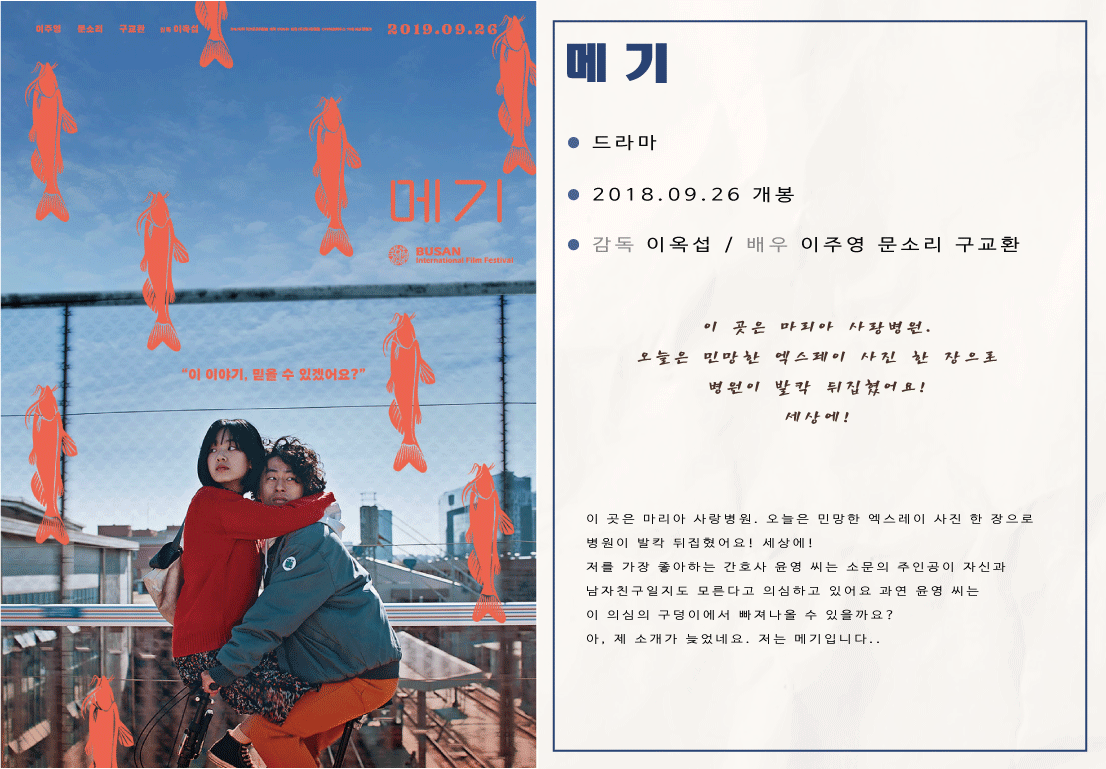 이주영 문소리 구교환 감독 이옥섭
2019.09.26
메기
BUSAN
International Film Festival
"이 이야기, 믿을 수 있겠어요?"
메기
드라마
2018.09.26 개봉
감독 이옥섭 / 배우 이주영 문소리 구교환
이 곳은 마리아 사랑병원.
오늘은 민망한 엑스레이 사진 한 장으로
병원이 발칵 뒤집혔어요!
세상에!
이 곳은 마리아 사랑병원. 오늘은 민망한 엑스레이 사진 한 장으로
병원이 발칵 뒤집혔어요! 세상에!
저를 가장 좋아하는 간호사 윤영 씨는 소문의 주인공이 자신과
남자친구일지도 모른다고 의심하고 있어요 과연 윤영 씨는
이 의심의 구덩이에서 빠져나올 수 있을까요?
아, 제 소개가 늦었네요. 저는 메기입니다..